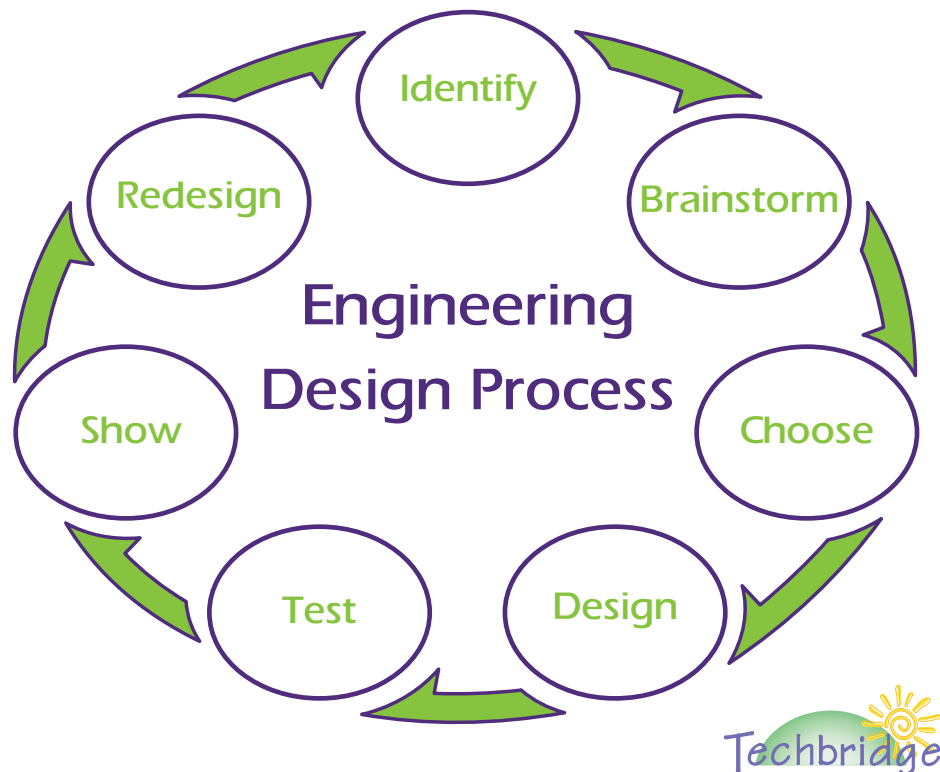 Identify
Brainstorm
Choose
Design
Test
Show
Redesign
Engineering
Design Process
Techbridge